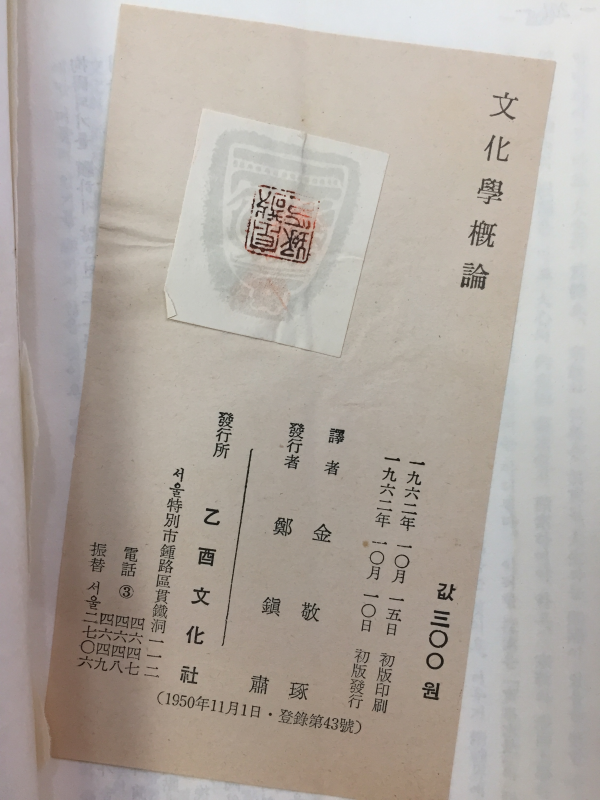 文化學概論
값 三〇〇 원
一九六二年 一〇月 一五日 初版印刷
一九六二年 一〇月 一〇日 初版發行
譯者 金敬琢
發行者 鄭鎭肅
發行所 乙酉文化社
서울特別市鍾路區貫鐵洞一一二
電話 ③ 四六四七
四六四八
四六四九
振替 서울 二七〇六
(1950年11月1日·登錄第43號)